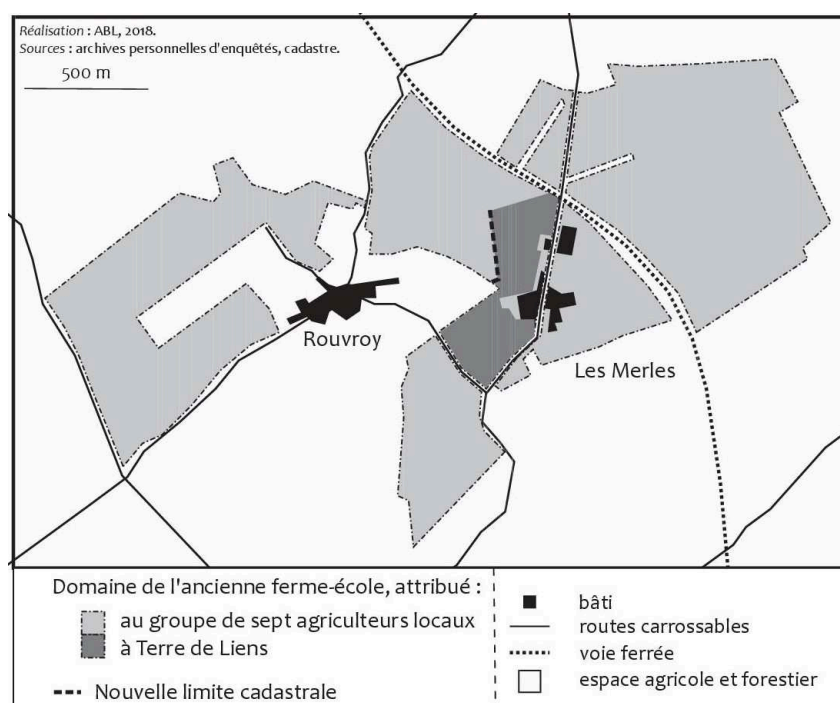 Réalisation : ABL, 2018.
Sources : archives personnelles d'enquêtés, cadastre.
500 m
Rouvroy
Les Merles
Domaine de l'ancienne ferme-école, attribué :
au groupe de sept agriculteurs locaux
à Terre de Liens
Nouvelle limite cadastrale
bâti
routes carrossables
voie ferrée
espace agricole et forestier